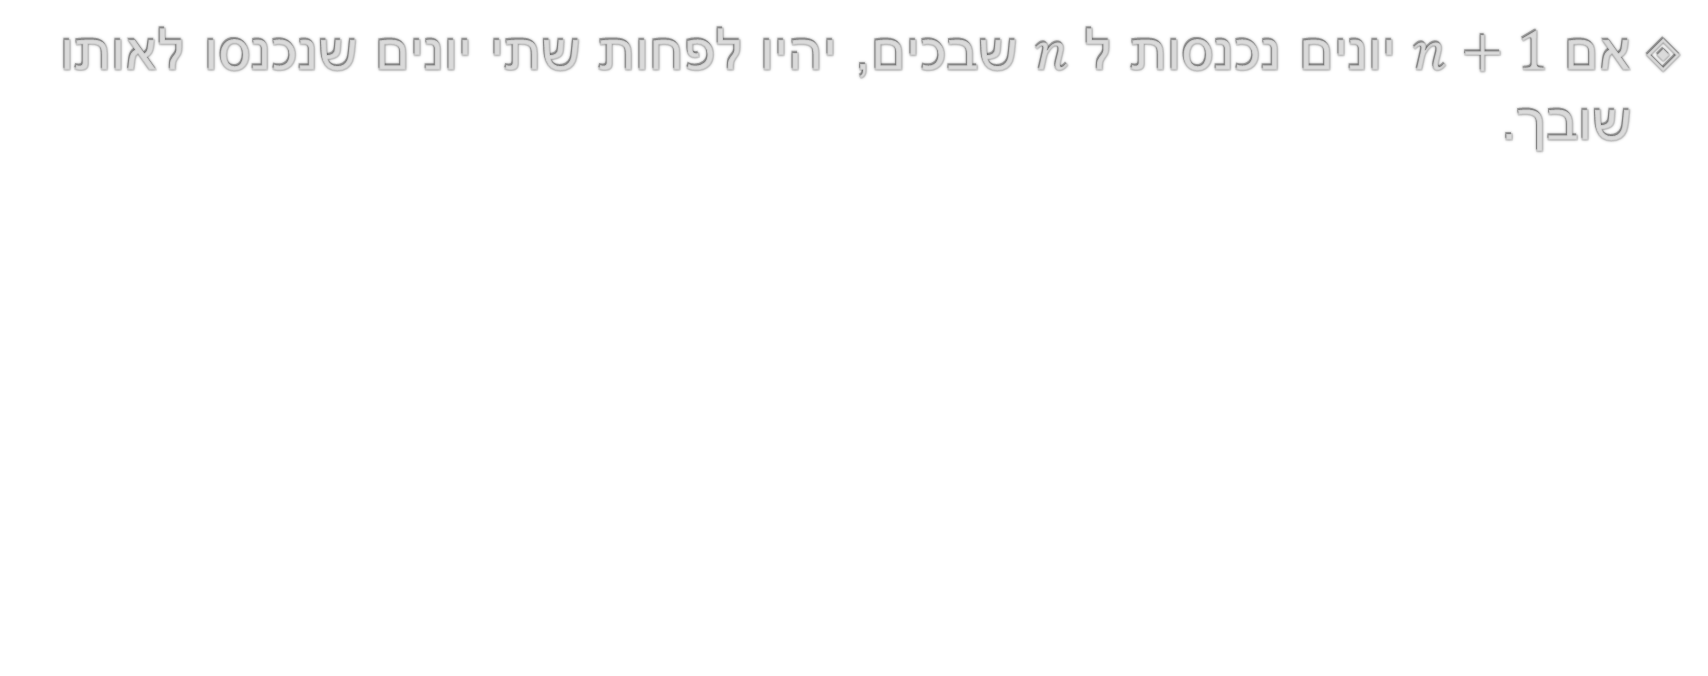 ◈ אם n + 1 יונים נכנסות ל n שבכים, יהיו לפחות שתי יונים שנכנסו לאותו
שובך.